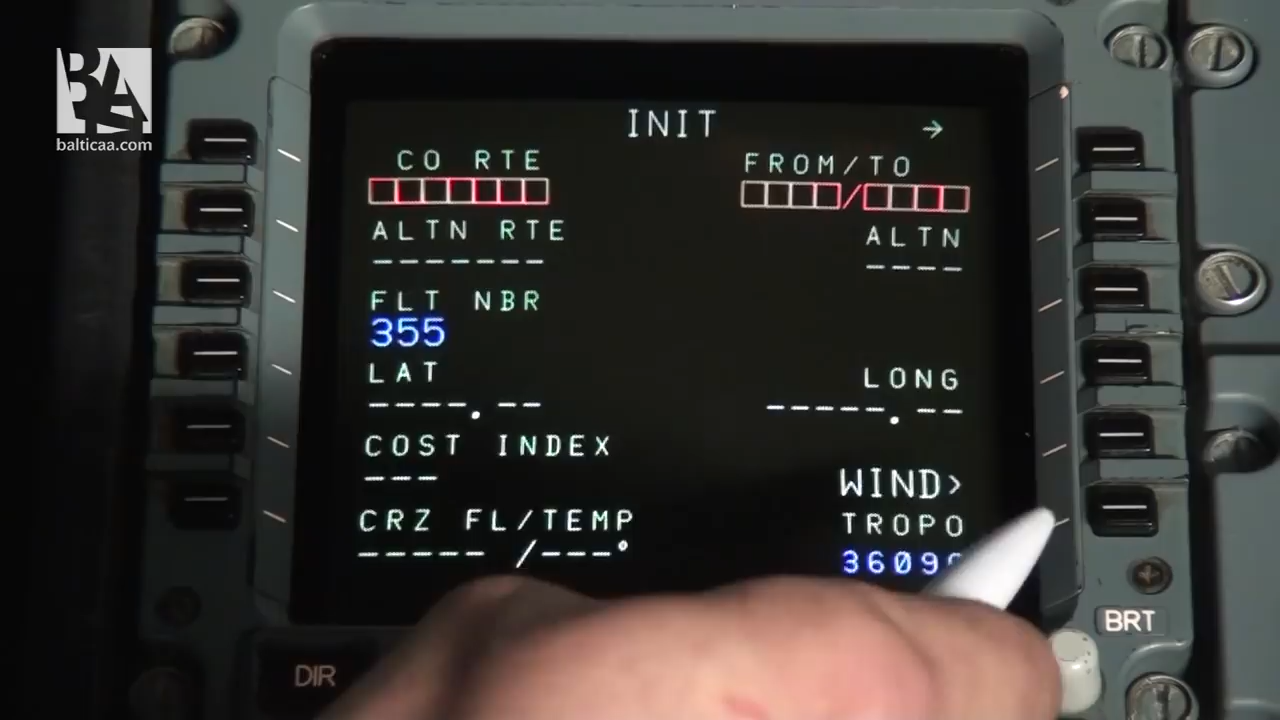 BA
balticaa.com
INIT →
CO RTE FROM/TO
□□□□□□□ □□□□/□□□□
ALTN RTE ALTN
------- ----
FLT NBR
355
LAT LONG
----.-- -----.--
COST INDEX
---
WIND>
CRZ FL/TEMP TROPO
----- /---°
BRT
DIR